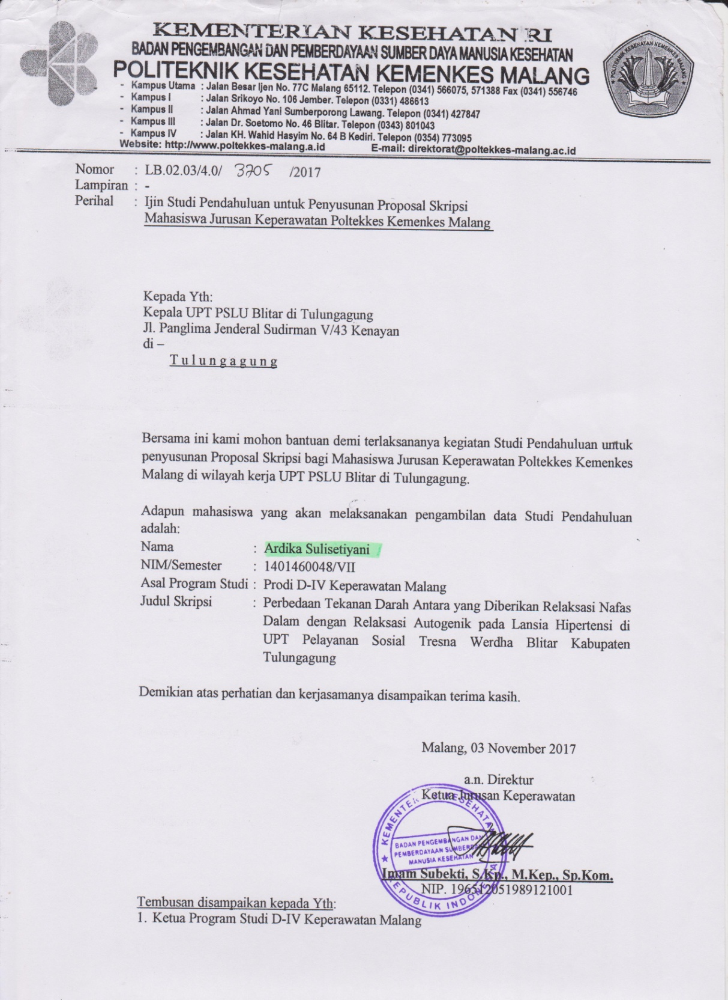 KEMENTERIAN KESEHATAN RI
BADAN PENGEMBANGAN DAN PEMBERDAYAAN SUMBER DAYA MANUSIA KESEHATAN
POLITEKNIK KESEHATAN KEMENKES MALANG
- Kampus Utama : Jalan Besar Ijen No. 77C Malang 65112. Telepon (0341) 566075, 571388 Fax (0341) 556746
- Kampus I : Jalan Srikoyo No. 106 Jember. Telepon (0331) 486613
- Kampus II : Jalan Ahmad Yani Sumberporong Lawang. Telepon (0341) 427847
- Kampus III : Jalan Dr. Soetomo No. 46 Blitar. Telepon (0343) 801043
- Kampus IV : Jalan KH. Wahid Hasyim No. 64 B Kediri. Telepon (0354) 773095
Website: http://www.poltekkes-malang.a.id E-mail: direktorat@poltekkes-malang.ac.id
POLITEKNIK KESEHATAN KEMENKES MALANG
Nomor : LB.02.03/4.0/ 3705 /2017
Lampiran : -
Perihal : Ijin Studi Pendahuluan untuk Penyusunan Proposal Skripsi
Mahasiswa Jurusan Keperawatan Poltekkes Kemenkes Malang
Kepada Yth:
Kepala UPT PSLU Blitar di Tulungagung
Jl. Panglima Jenderal Sudirman V/43 Kenayan
di –
Tulungagung
Bersama ini kami mohon bantuan demi terlaksananya kegiatan Studi Pendahuluan untuk
penyusunan Proposal Skripsi bagi Mahasiswa Jurusan Keperawatan Poltekkes Kemenkes
Malang di wilayah kerja UPT PSLU Blitar di Tulungagung.
Adapun mahasiswa yang akan melaksanakan pengambilan data Studi Pendahuluan
adalah:
Nama : Ardika Sulisetiyani
NIM/Semester : 1401460048/VII
Asal Program Studi : Prodi D-IV Keperawatan Malang
Judul Skripsi : Perbedaan Tekanan Darah Antara yang Diberikan Relaksasi Nafas
Dalam dengan Relaksasi Autogenik pada Lansia Hipertensi di
UPT Pelayanan Sosial Tresna Werdha Blitar Kabupaten
Tulungagung
Demikian atas perhatian dan kerjasamanya disampaikan terima kasih.
Malang, 03 November 2017
a.n. Direktur
Ketua Jurusan Keperawatan
KESEHATAN
BADAN PENGEMBANGAN DAN
PEMBERDAYAAN
MANUSIA KESEHATAN
REPUBLIK INDONESIA
Imam Subekti, S.Kp., M.Kep., Sp.Kom.
NIP. 196512051989121001
Tembusan disampaikan kepada Yth:
1. Ketua Program Studi D-IV Keperawatan Malang